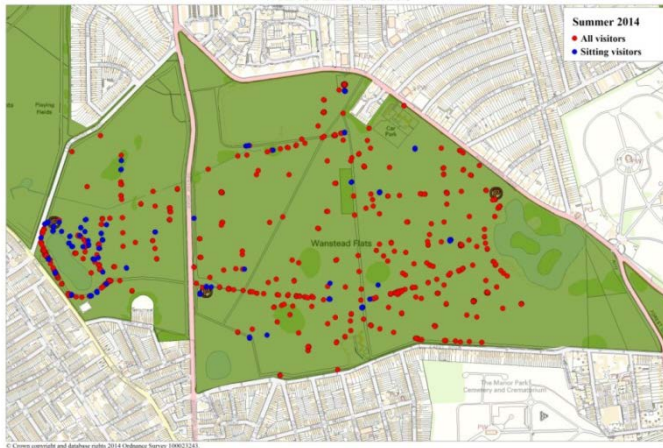 Summer 2014
All visitors
Sitting visitors
Playing
Fields
Car
Park
Wanstead Flats
The Manor Park
Cemetery and Crematorium
© Crown copyright and database rights 2014 Ordnance Survey 100023243.